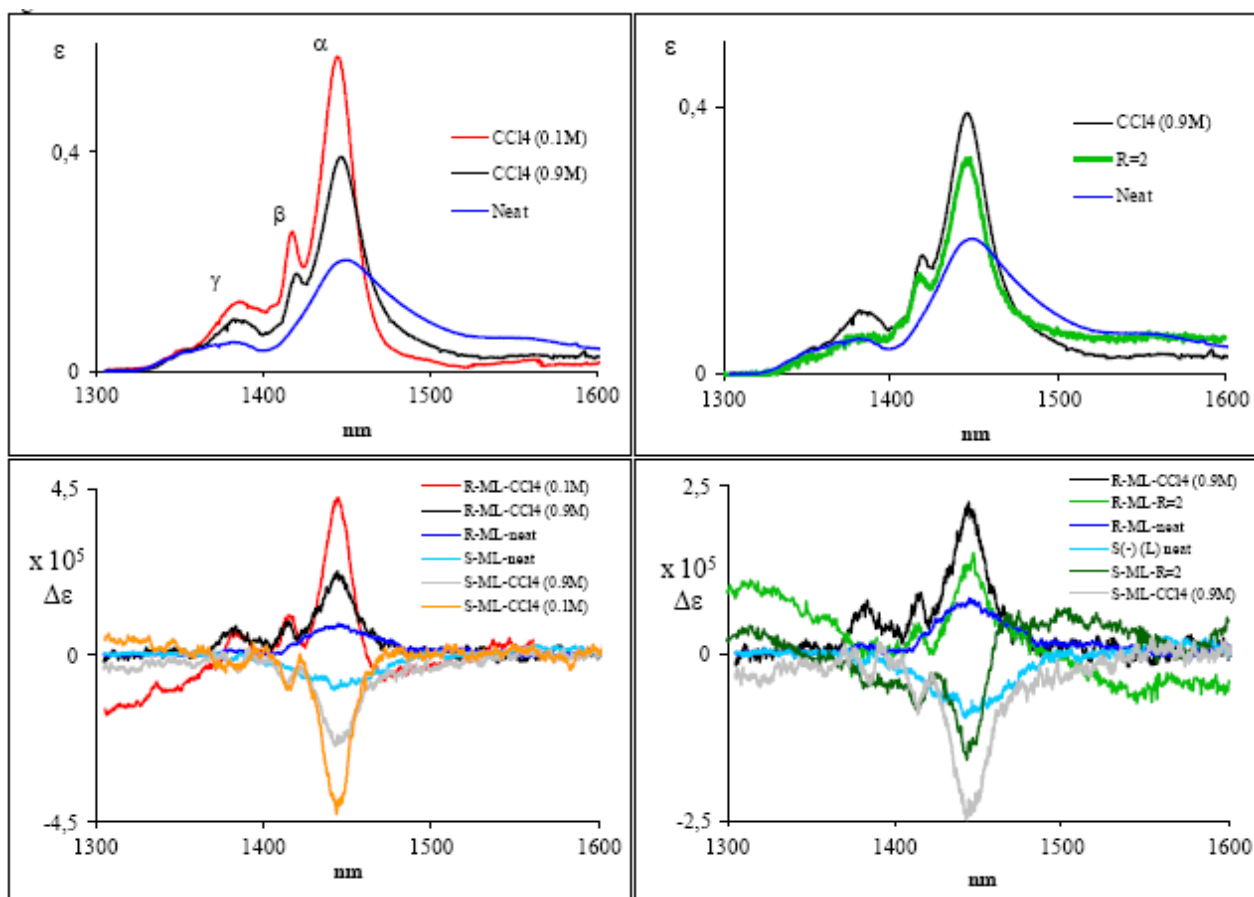 ε
α
β
γ
0,4
0
CCl4 (0.1M)
CCl4 (0.9M)
Neat
1300 1400 1500 1600
nm
ε
0,4
0
CCl4 (0.9M)
R=2
Neat
1300 1400 1500 1600
nm
4,5
x 10⁵
Δε
0
-4,5
R-ML-CCl4 (0.1M)
R-ML-CCl4 (0.9M)
R-ML-neat
S-ML-neat
S-ML-CCl4 (0.9M)
S-ML-CCl4 (0.1M)
1300 1400 1500 1600
nm
2,5
x 10⁵
Δε
0
-2,5
R-ML-CCl4 (0.9M)
R-ML-R=2
R-ML-neat
S(-) (L) neat
S-ML-R=2
S-ML-CCl4 (0.9M)
1300 1400 1500 1600
nm